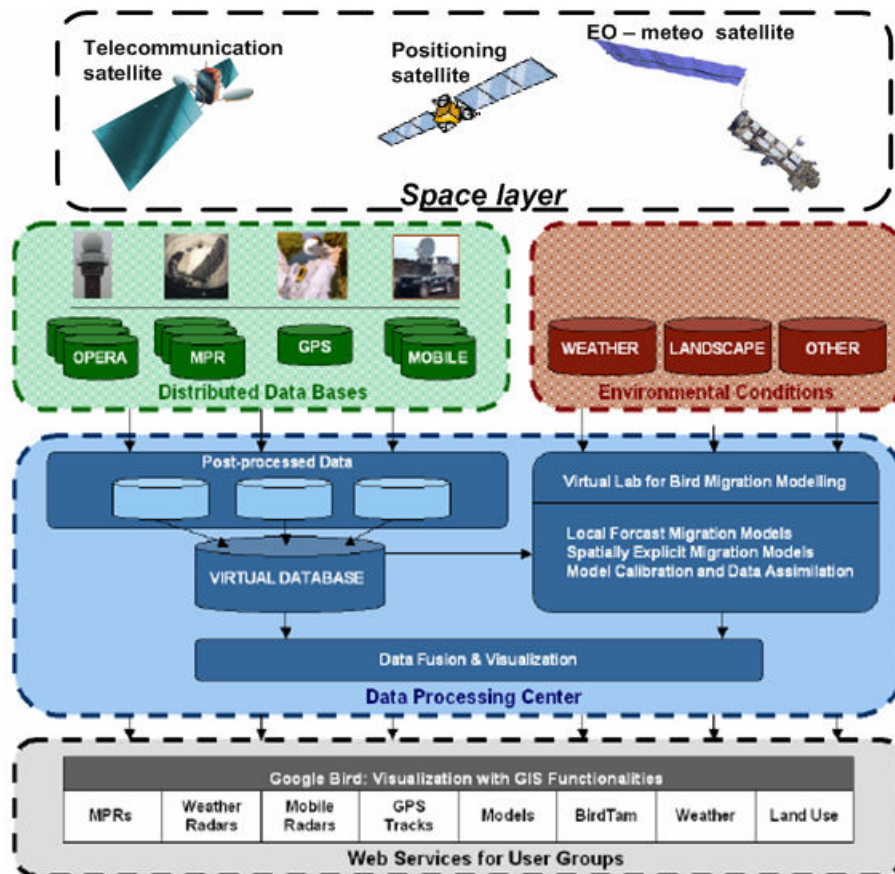 Telecommunication
satellite
Positioning
satellite
EO – meteo satellite
Space layer
OPERA
MPR
GPS
MOBILE
Distributed Data Bases
WEATHER
LANDSCAPE
OTHER
Environmental Conditions
Post-processed Data
VIRTUAL DATABASE
Virtual Lab for Bird Migration Modelling
Local Forcast Migration Models
Spatially Explicit Migration Models
Model Calibration and Data Assimilation
Data Fusion & Visualization
Data Processing Center
Google Bird: Visualization with GIS Functionalities
MPRs
Weather
Radars
Mobile
Radars
GPS
Tracks
Models
BirdTam
Weather
Land Use
Web Services for User Groups